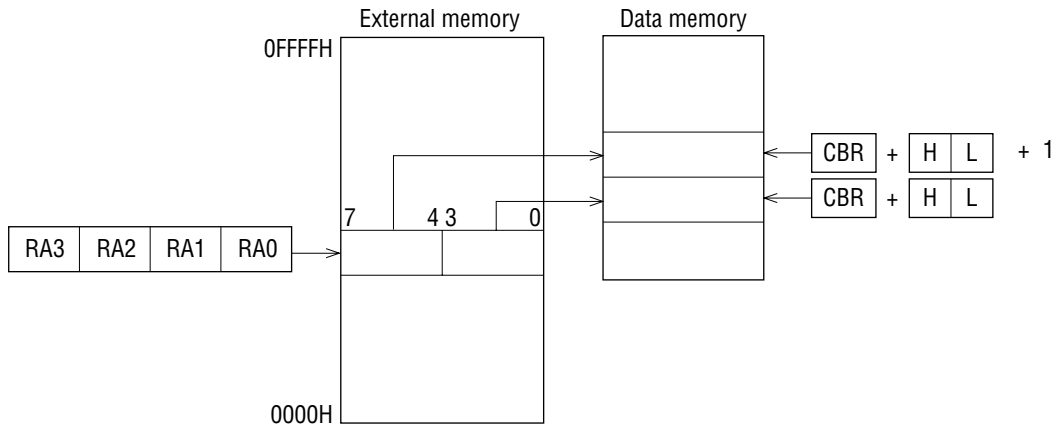 External memory
Data memory
0FFFFH
CBR + H L + 1
CBR + H L
7 4 3 0
RA3 RA2 RA1 RA0
0000H